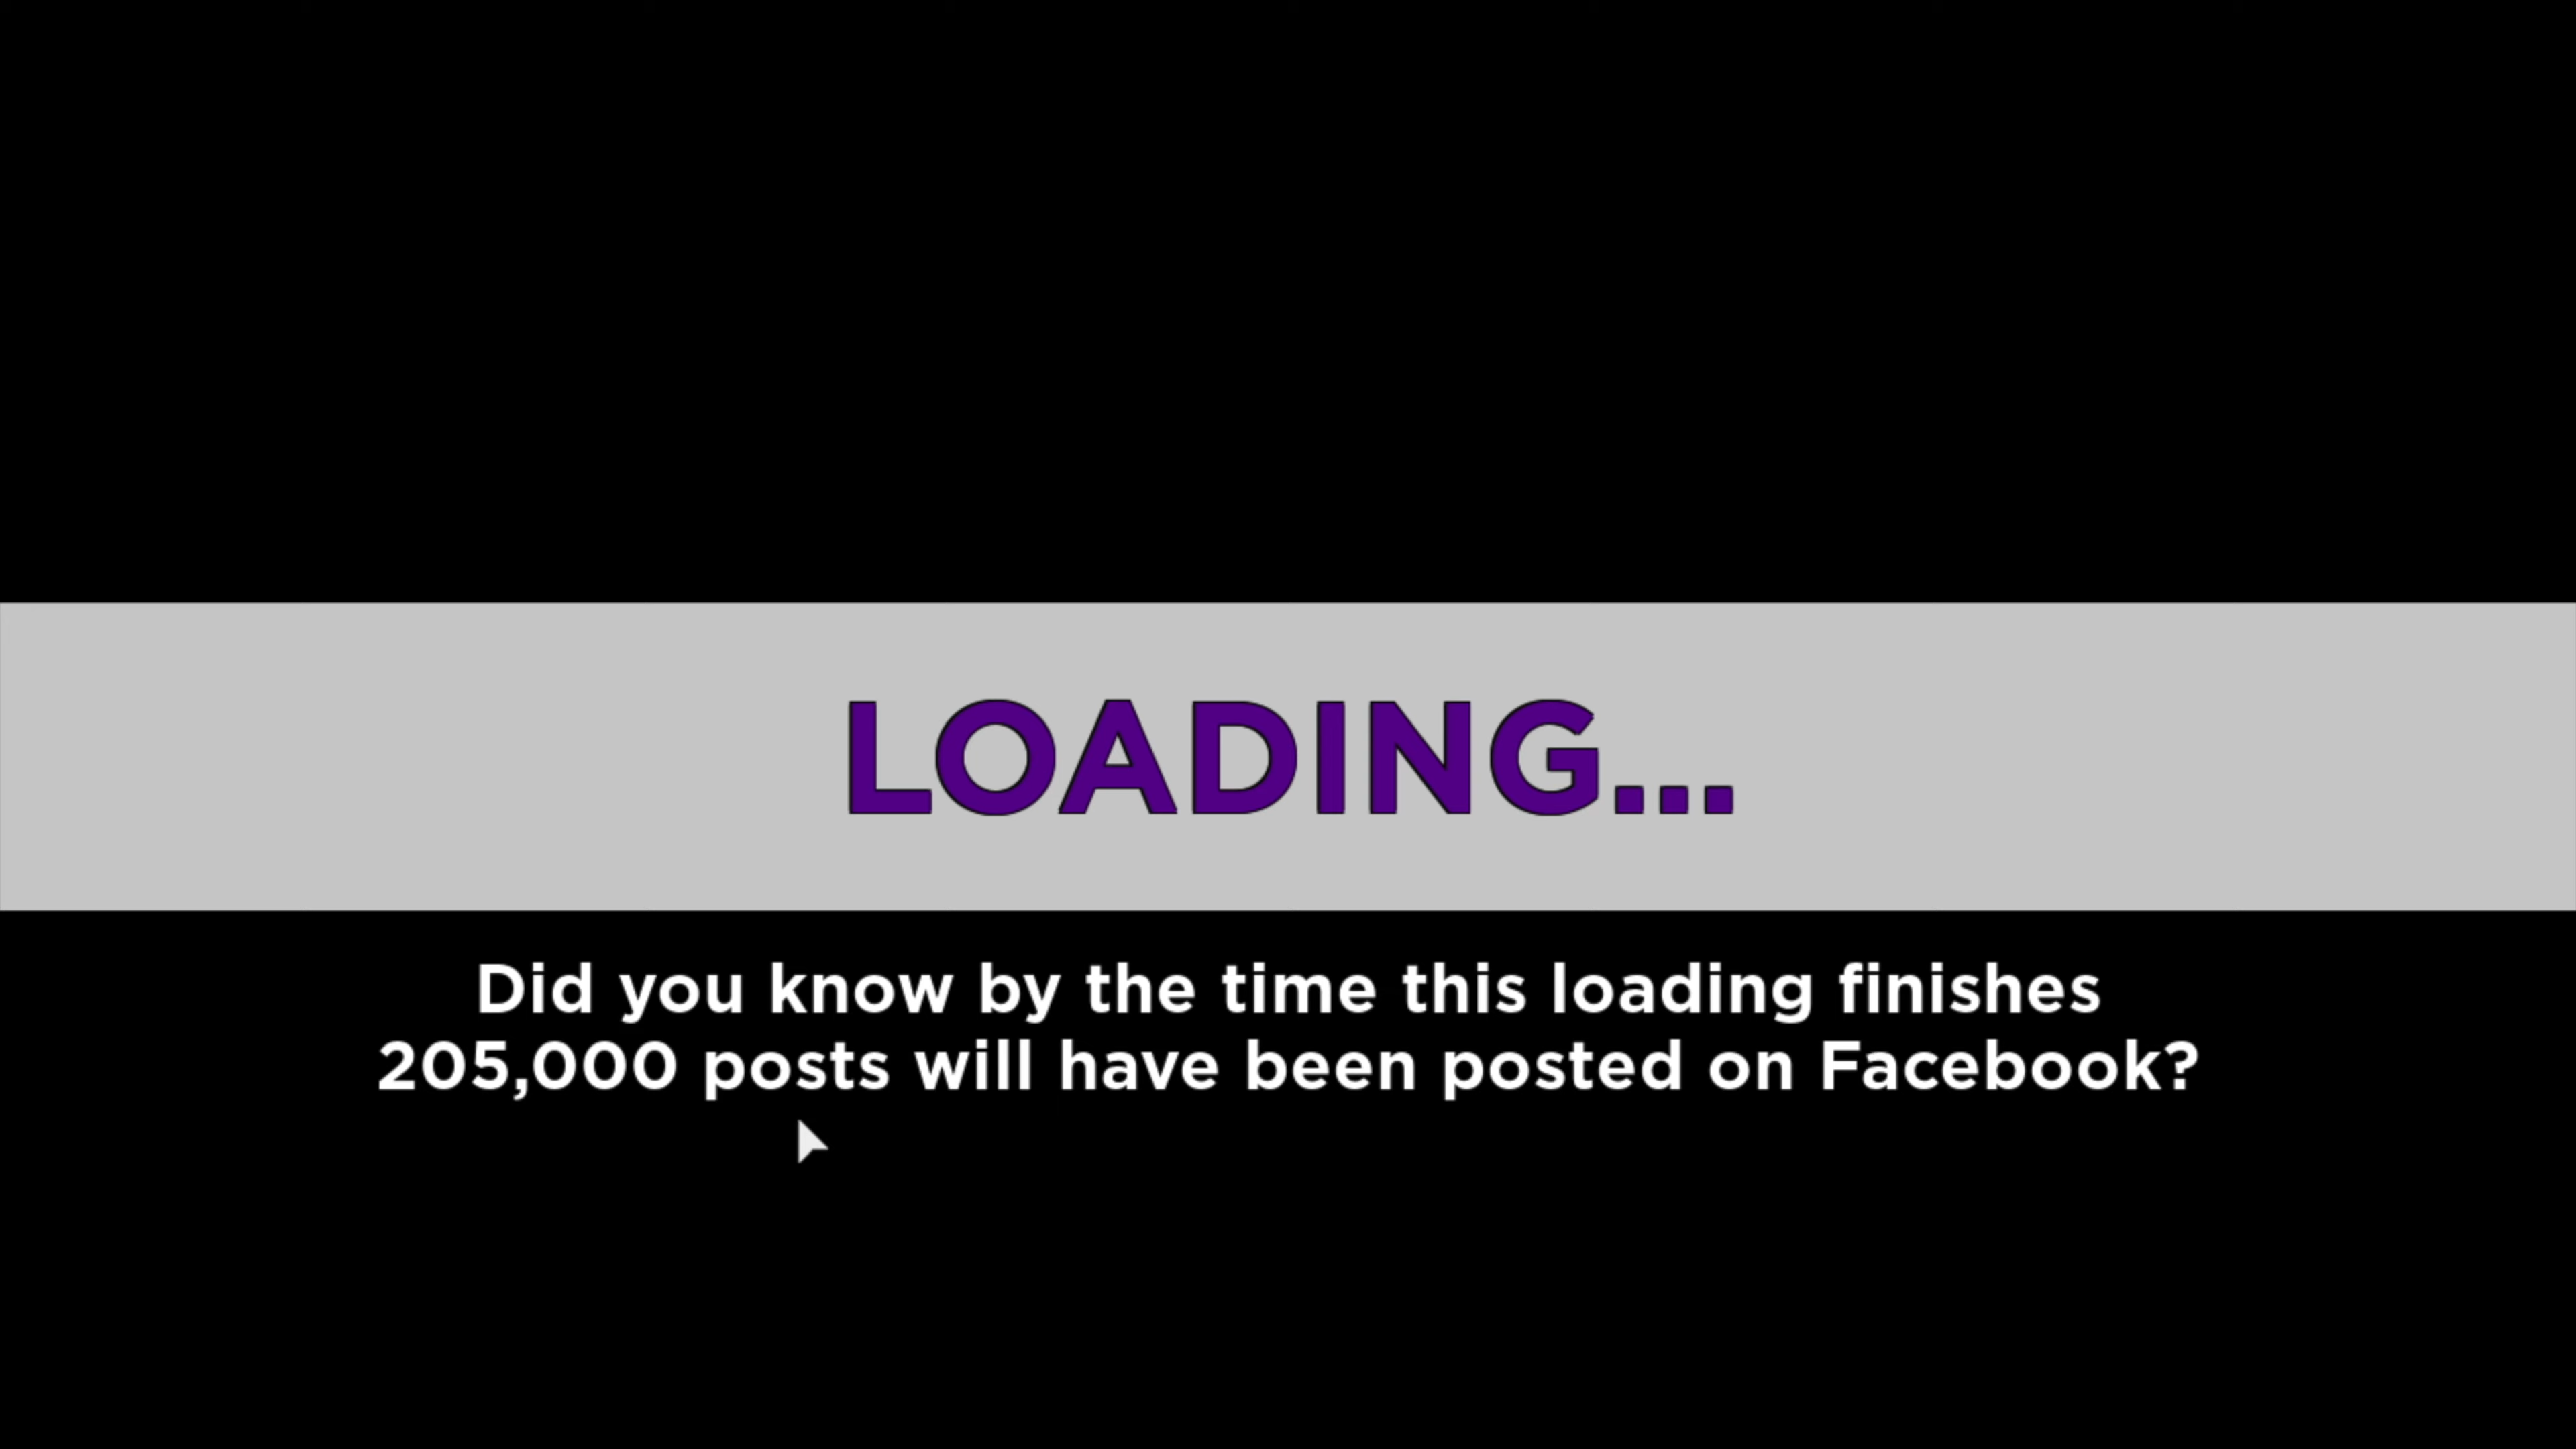 LOADING...
Did you know by the time this loading finishes
205,000 posts will have been posted on Facebook?